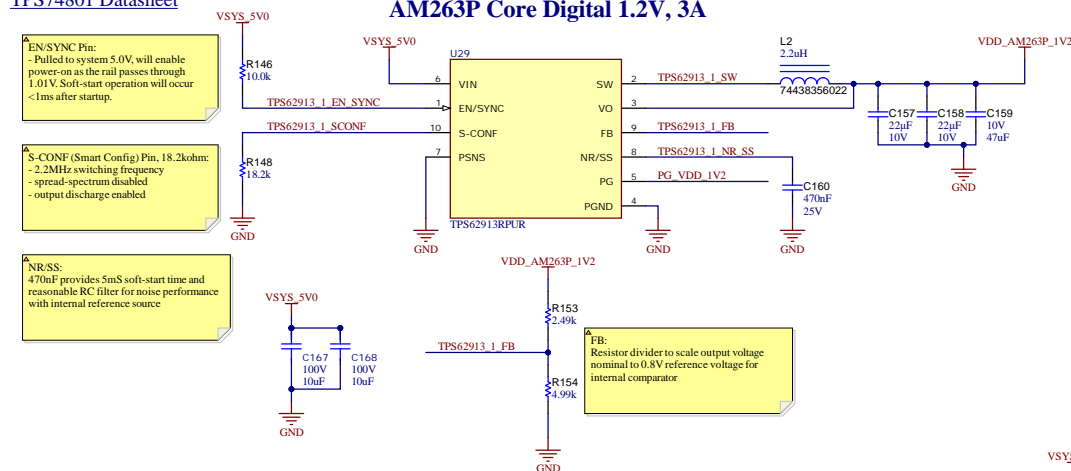 TPS74801 Datasheet
AM263P Core Digital 1.2V, 3A
EN/SYNC Pin:
- Pulled to system 5.0V, will enable
power-on as the rail passes through
1.01V. Soft-start operation will occur
<1ms after startup.
S-CONF (Smart Config) Pin, 18.2kohm:
- 2.2MHz switching frequency
- spread-spectrum disabled
- output discharge enabled
NR/SS:
470nF provides 5mS soft-start time and
reasonable RC filter for noise performance
with internal reference source
VSYS_5V0
R146
10.0k
TPS62913_1_EN_SYNC
TPS62913_1_SCONF
R148
18.2k
GND
VSYS_5V0
U29
6 VIN
1 EN/SYNC
10 S-CONF
7 PSNS
SW 2
VO 3
FB 9
NR/SS 8
PG 5
PGND 4
TPS62913RPUR
GND
TPS62913_1_SW
TPS62913_1_FB
TPS62913_1_NR_SS
PG_VDD_1V2
GND
L2
2.2uH
74438356022
VDD_AM263P_1V2
C157
22µF
10V
C158
22µF
10V
C159
10V
47uF
GND
C160
470nF
25V
GND
VSYS_5V0
C167
100V
10uF
C168
100V
10uF
GND
VDD_AM263P_1V2
R153
2.49k
TPS62913_1_FB
R154
4.99k
GND
FB:
Resistor divider to scale output voltage
nominal to 0.8V reference voltage for
internal comparator